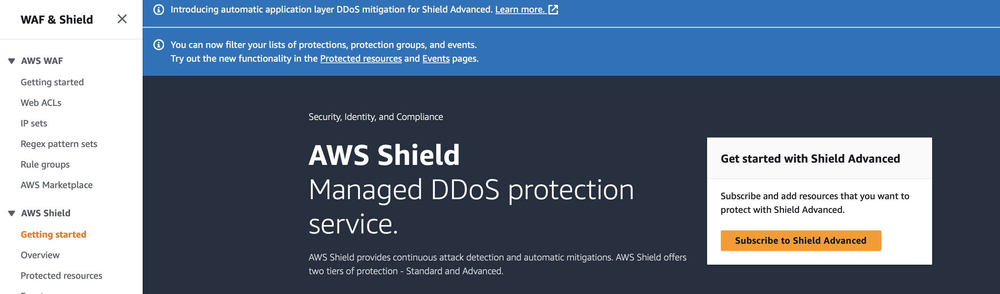 WAF & Shield
AWS WAF
Getting started
Web ACLs
IP sets
Regex pattern sets
Rule groups
AWS Marketplace
AWS Shield
Getting started
Overview
Protected resources
Introducing automatic application layer DDoS mitigation for Shield Advanced. Learn more.
You can now filter your lists of protections, protection groups, and events.
Try out the new functionality in the Protected resources and Events pages.
Security, Identity, and Compliance
AWS Shield
Managed DDoS protection
service.
AWS Shield provides continuous attack detection and automatic mitigations. AWS Shield offers
two tiers of protection - Standard and Advanced.
Get started with Shield Advanced
Subscribe and add resources that you want to
protect with Shield Advanced.
Subscribe to Shield Advanced